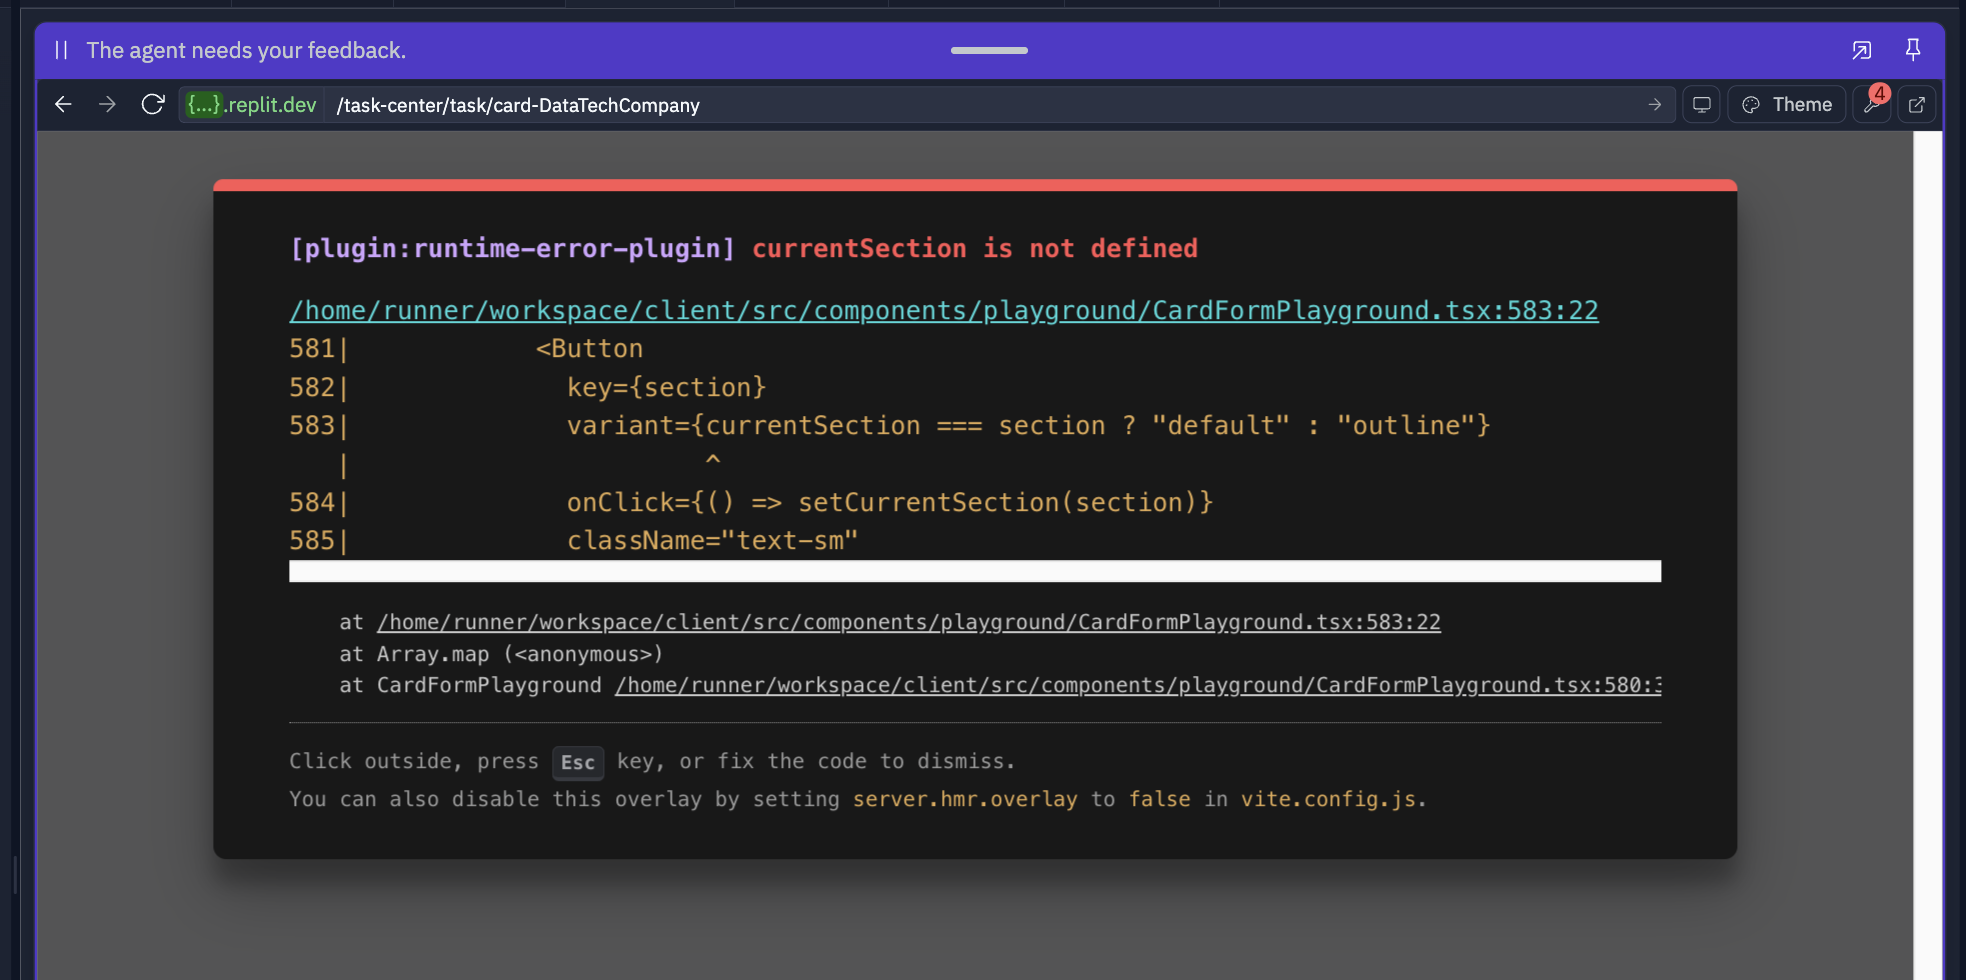 The agent needs your feedback.
{...}.replit.dev /task-center/task/card-DataTechCompany Theme 4
[plugin:runtime-error-plugin] currentSection is not defined
/home/runner/workspace/client/src/components/playground/CardFormPlayground.tsx:583:22
581|            <Button
582|              key={section}
583|              variant={currentSection === section ? "default" : "outline"}
   |                       ^
584|              onClick={() => setCurrentSection(section)}
585|              className="text-sm"
at /home/runner/workspace/client/src/components/playground/CardFormPlayground.tsx:583:22
at Array.map (<anonymous>)
at CardFormPlayground /home/runner/workspace/client/src/components/playground/CardFormPlayground.tsx:580:3
Click outside, press Esc key, or fix the code to dismiss.
You can also disable this overlay by setting server.hmr.overlay to false in vite.config.js.